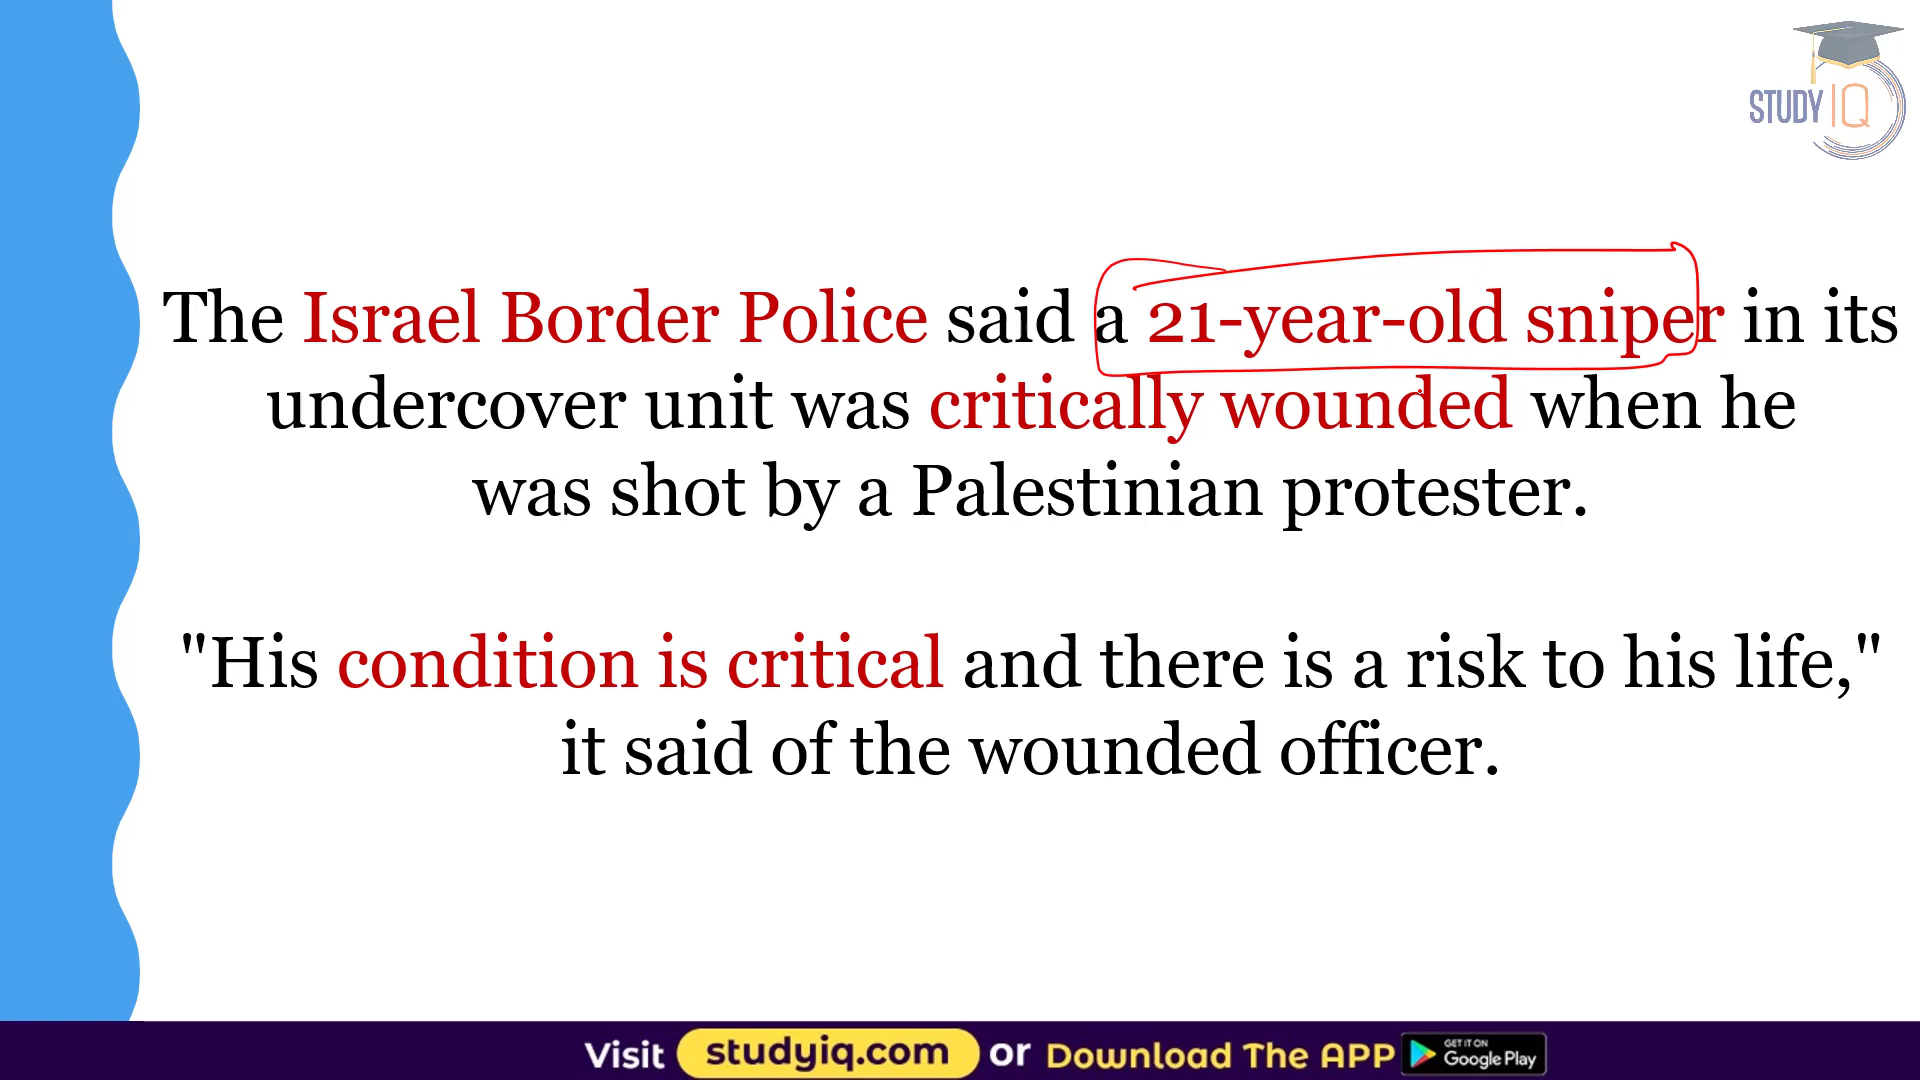 STUDY IQ
The Israel Border Police said a 21-year-old sniper in its
undercover unit was critically wounded when he
was shot by a Palestinian protester.
"His condition is critical and there is a risk to his life,"
it said of the wounded officer.
Visit studyiq.com or Download The APP GET IT ON Google Play